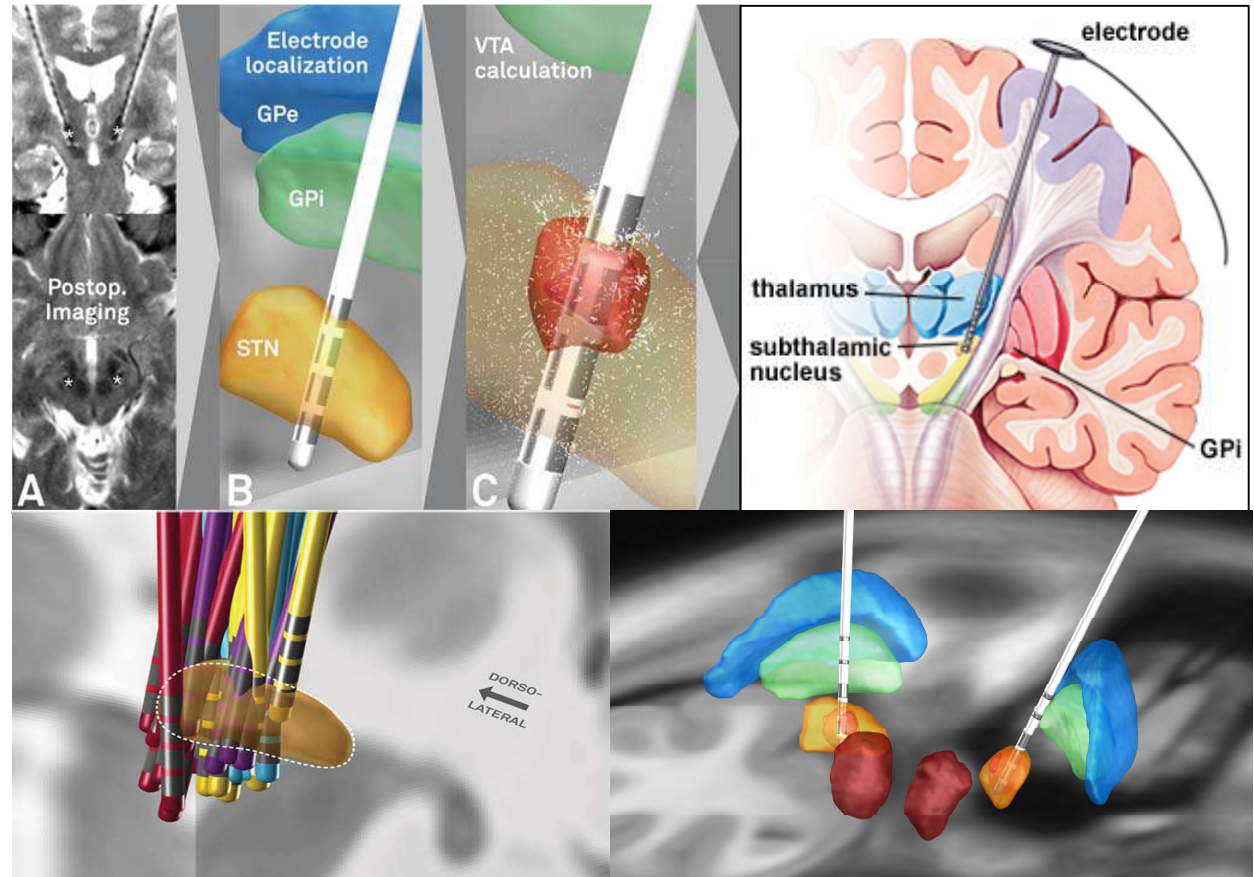 Postop.
Imaging
A
Electrode
localization
GPe
GPi
STN
B
VTA
calculation
C
electrode
thalamus
subthalamic
nucleus
GPi
DORSO-
LATERAL